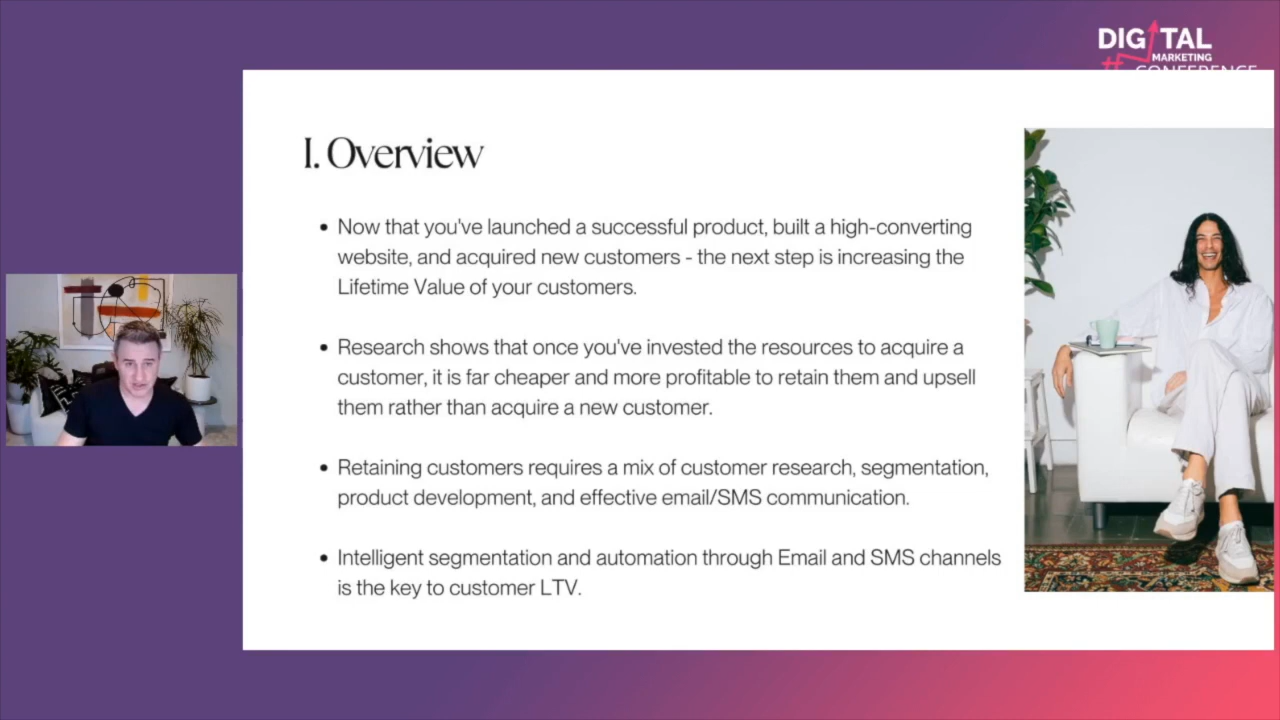 DIGITAL
MARKETING
#CONFERENCE
I. Overview
• Now that you've launched a successful product, built a high-converting
website, and acquired new customers - the next step is increasing the
Lifetime Value of your customers.
• Research shows that once you've invested the resources to acquire a
customer, it is far cheaper and more profitable to retain them and upsell
them rather than acquire a new customer.
• Retaining customers requires a mix of customer research, segmentation,
product development, and effective email/SMS communication.
• Intelligent segmentation and automation through Email and SMS channels
is the key to customer LTV.